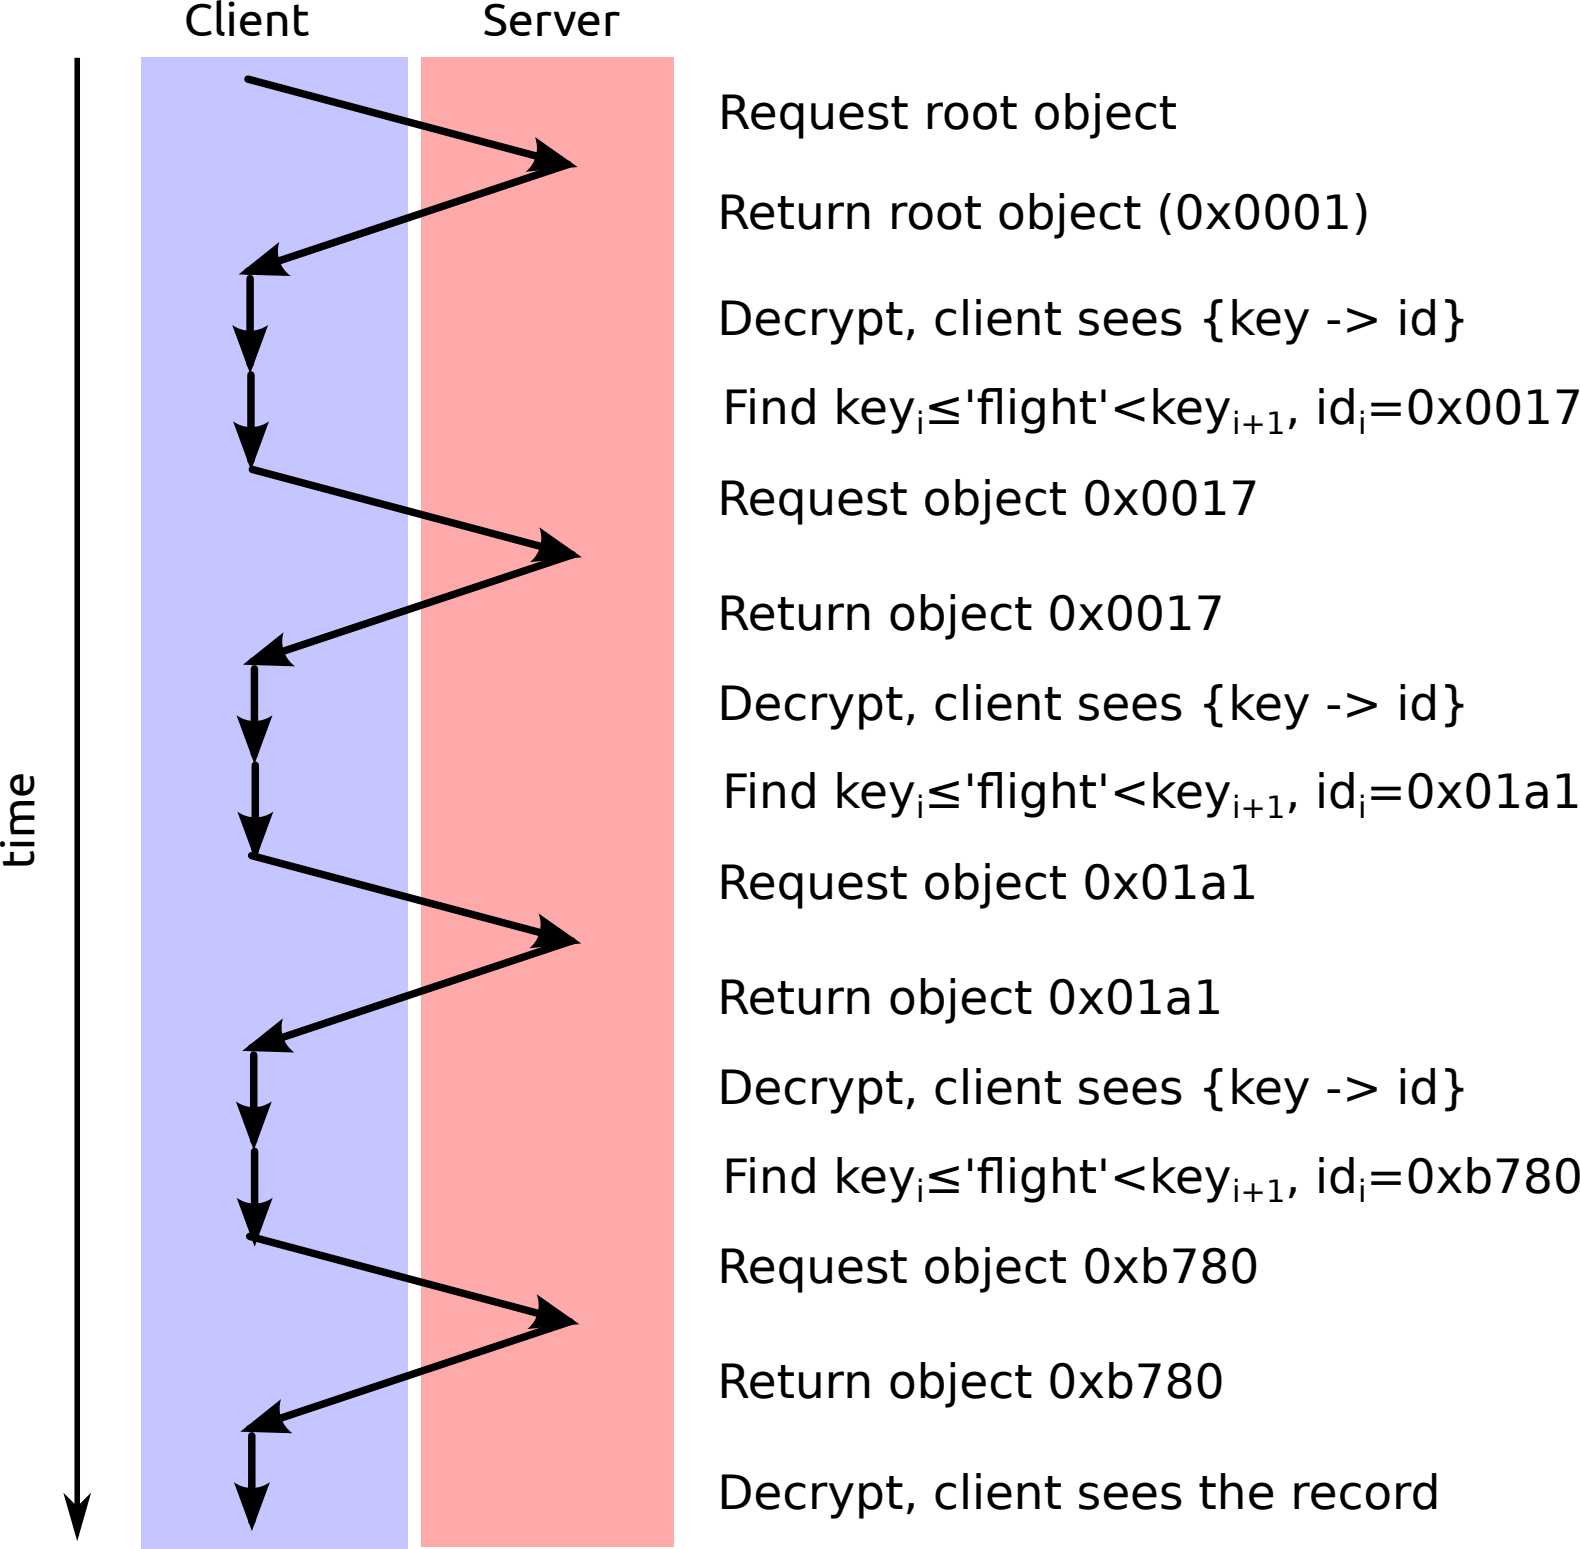 Client
Server
Request root object
Return root object (0x0001)
Decrypt, client sees {key -> id}
Find keyᵢ≤'flight'<keyᵢ₊₁, idᵢ=0x0017
Request object 0x0017
Return object 0x0017
Decrypt, client sees {key -> id}
time
Find keyᵢ≤'flight'<keyᵢ₊₁, idᵢ=0x01a1
Request object 0x01a1
Return object 0x01a1
Decrypt, client sees {key -> id}
Find keyᵢ≤'flight'<keyᵢ₊₁, idᵢ=0xb780
Request object 0xb780
Return object 0xb780
Decrypt, client sees the record